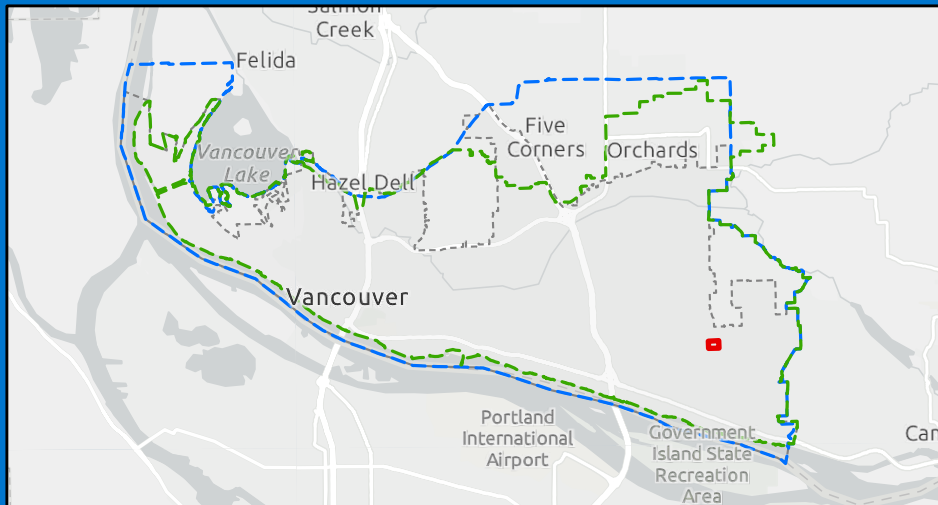 Salmon
Creek
Felida
Five
Corners
Orchards
Vancouver
Lake
Hazel Dell
Vancouver
Portland
International
Airport
Government
Island State
Recreation
Area